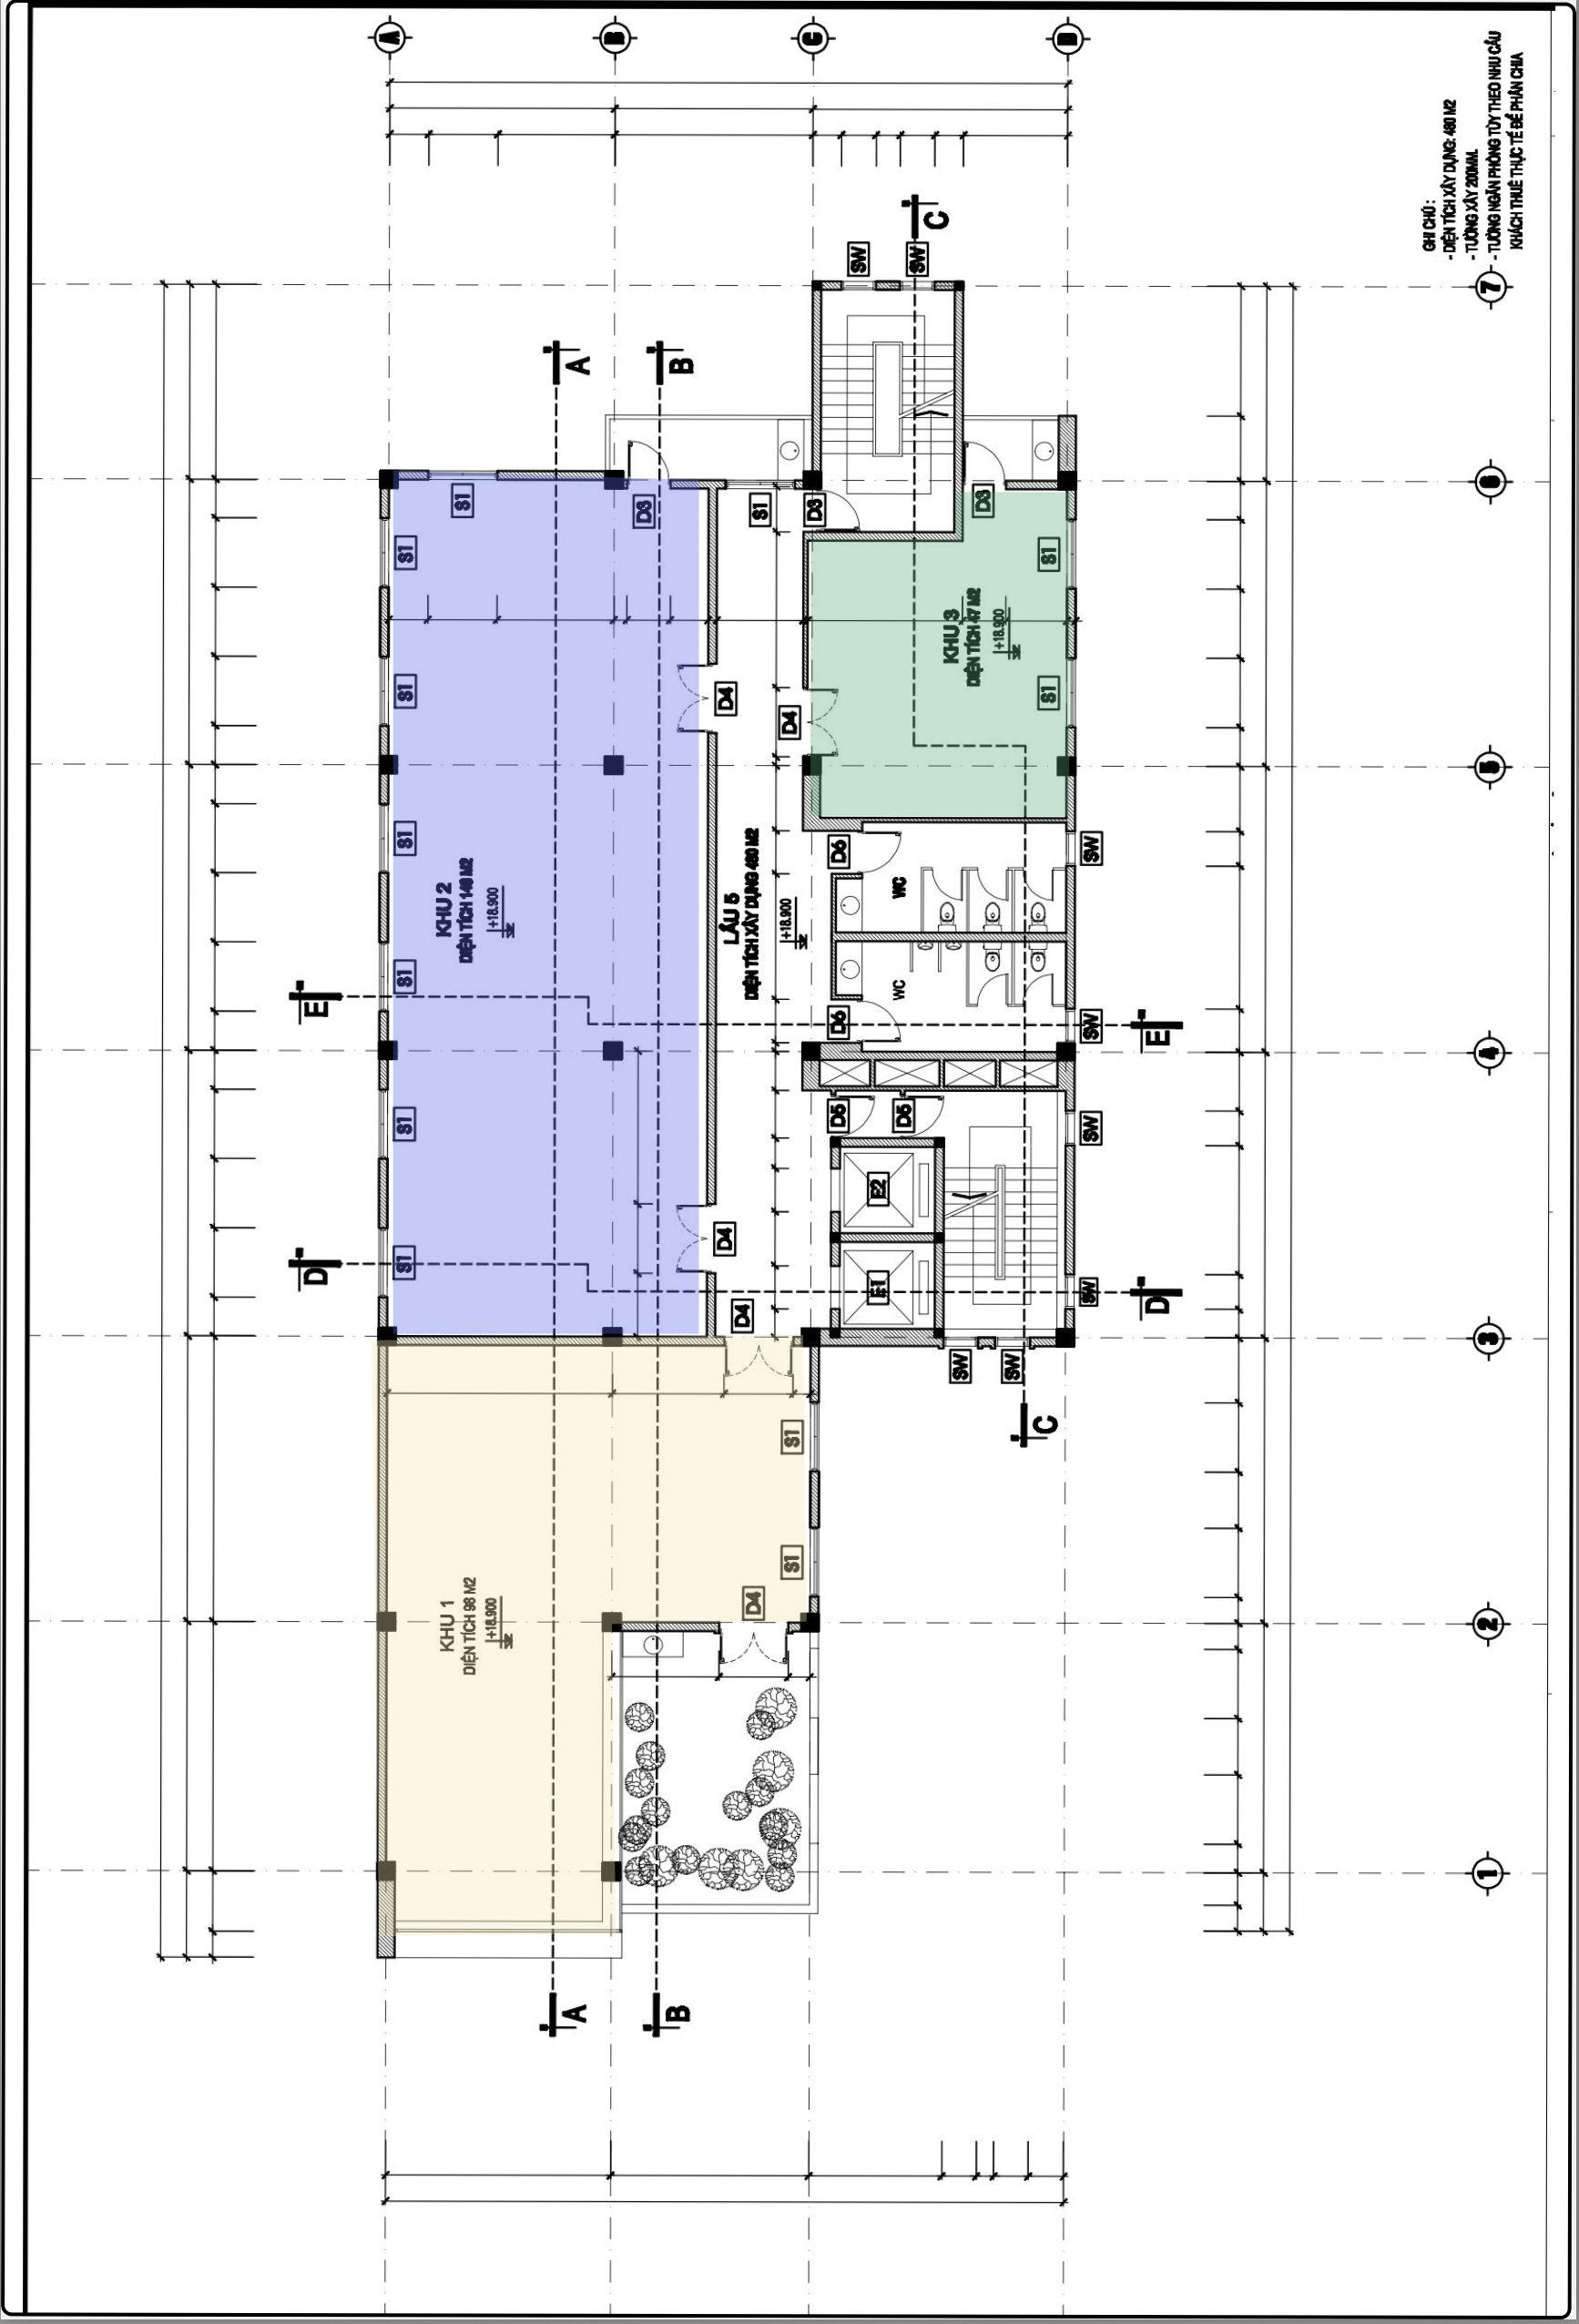 A
B
C
D
GHI CHÚ :
- DIỆN TÍCH XÂY DỰNG: 480 M2
- TƯỜNG XÂY 200MM.
- TƯỜNG NGĂN PHÒNG TÙY THEO NHU CẦU
KHÁCH THUÊ THỰC TẾ ĐỂ PHÂN CHIA
7
6
5
4
3
2
1
C
SW
SW
A
B
S1
D3
S1
D3
D3
S1
S1
S1
S1
KHU 3
DIỆN TÍCH 47 M2
+18.900
D4
D4
S1
KHU 2
DIỆN TÍCH 149 M2
+18.900
LẦU 5
DIỆN TÍCH XÂY DỰNG 480 M2
+18.900
D6
WC
SW
S1
E
WC
D6
SW
E
S1
D5
D5
SW
E2
D
S1
D4
D4
E1
SW
D
SW
SW
C
S1
S1
D4
KHU 1
DIỆN TÍCH 98 M2
+18.900
A
B